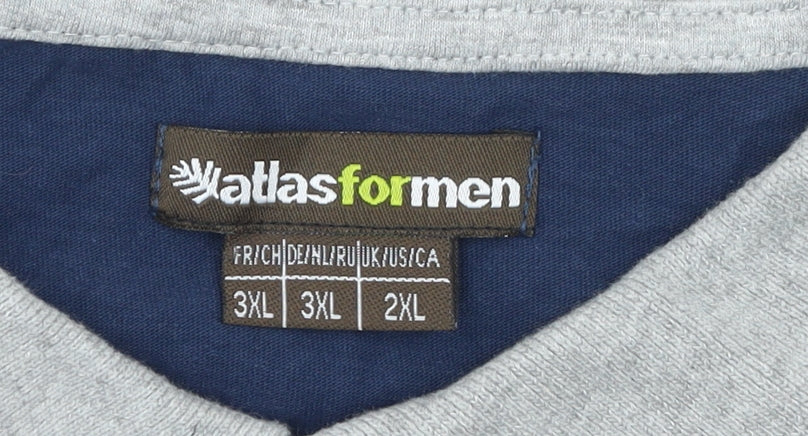 atlasformen
FR/CH DE/NL/RU UK/US/CA
3XL 3XL 2XL